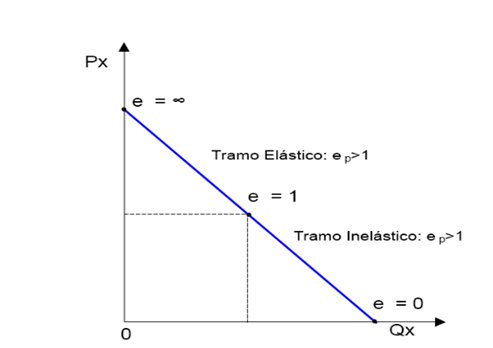 Px
e = ∞
Tramo Elástico: e p>1
e = 1
Tramo Inelástico: e p>1
e = 0
0
Qx